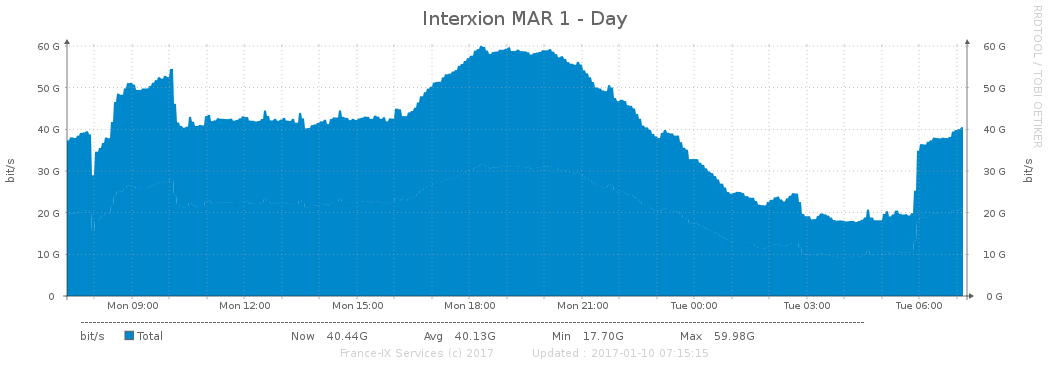 Interxion MAR 1 - Day
RRDTOOL / TOBI OETIKER
bit/s
60 G
50 G
40 G
30 G
20 G
10 G
0
60 G
50 G
40 G
30 G
20 G
10 G
0 G
bit/s
Mon 09:00 Mon 12:00 Mon 15:00 Mon 18:00 Mon 21:00 Tue 00:00 Tue 03:00 Tue 06:00
bit/s Total Now 40.44G Avg 40.13G Min 17.70G Max 59.98G
France-IX Services (c) 2017 Updated : 2017-01-10 07:15:15